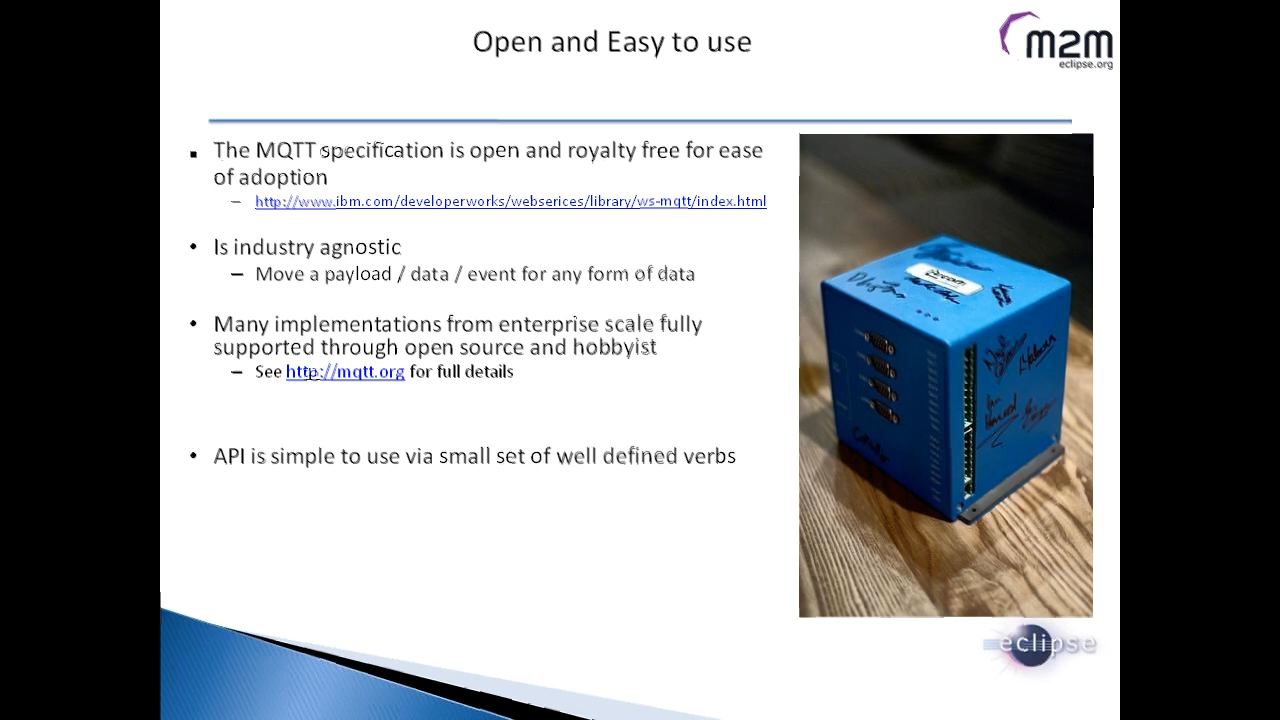 Open and Easy to use
m2m
eclipse.org
▪ The MQTT specification is open and royalty free for ease
of adoption
– http://www.ibm.com/developerworks/webserices/library/ws-mqtt/index.html
• Is industry agnostic
– Move a payload / data / event for any form of data
• Many implementations from enterprise scale fully
supported through open source and hobbyist
– See http://mqtt.org for full details
• API is simple to use via small set of well defined verbs
eclipse